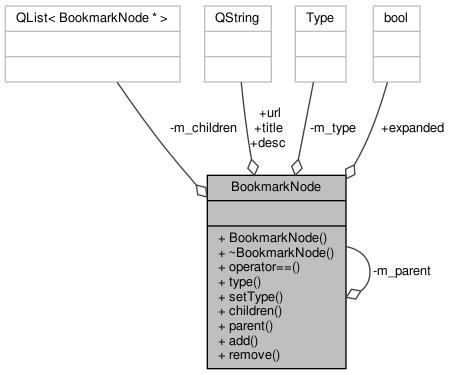 QList< BookmarkNode * >
QString
Type
bool
-m_children
+url
+title
+desc
-m_type
+expanded
BookmarkNode
+ BookmarkNode()
+ ~BookmarkNode()
+ operator==()
+ type()
+ setType()
+ children()
+ parent()
+ add()
+ remove()
-m_parent